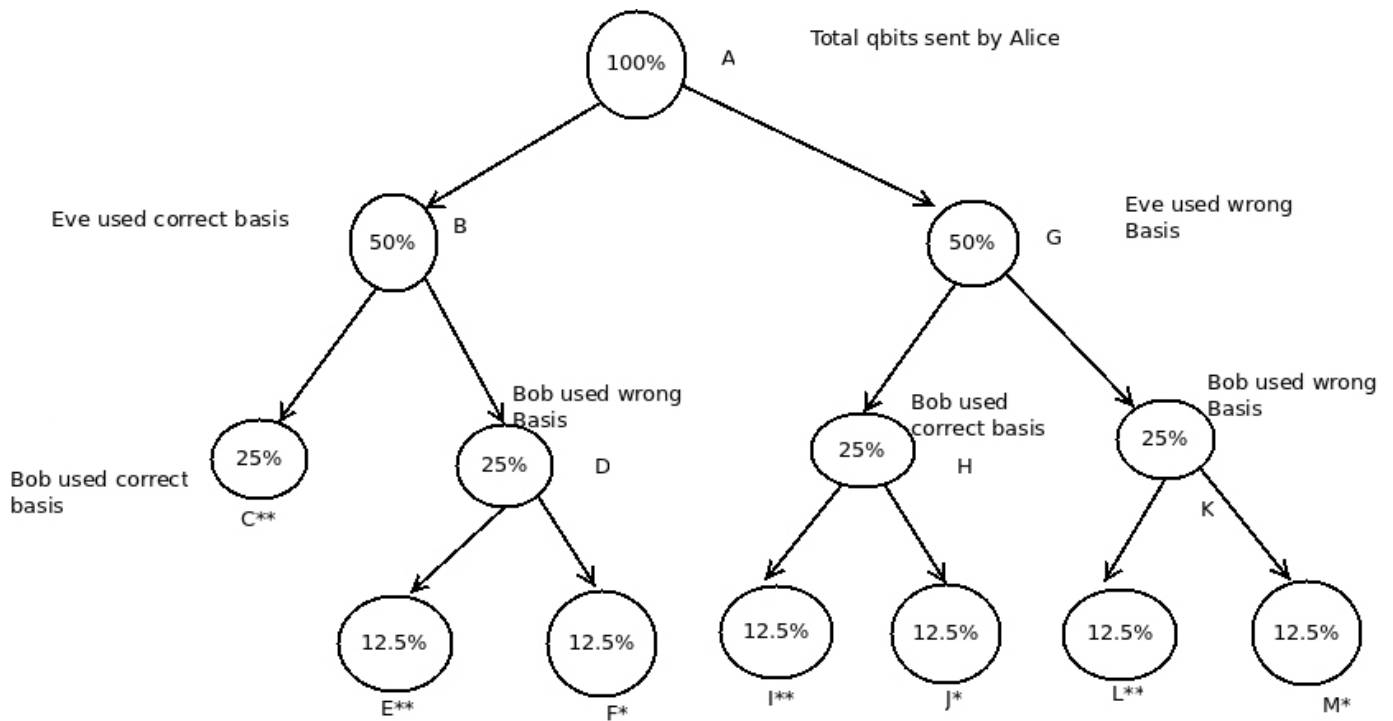 Total qbits sent by Alice
100%
A
Eve used correct basis
50%
B
50%
G
Eve used wrong
Basis
Bob used correct
basis
25%
C**
Bob used wrong
Basis
25%
D
Bob used
correct basis
25%
H
Bob used wrong
Basis
25%
K
12.5%
E**
12.5%
F*
12.5%
I**
12.5%
J*
12.5%
L**
12.5%
M*